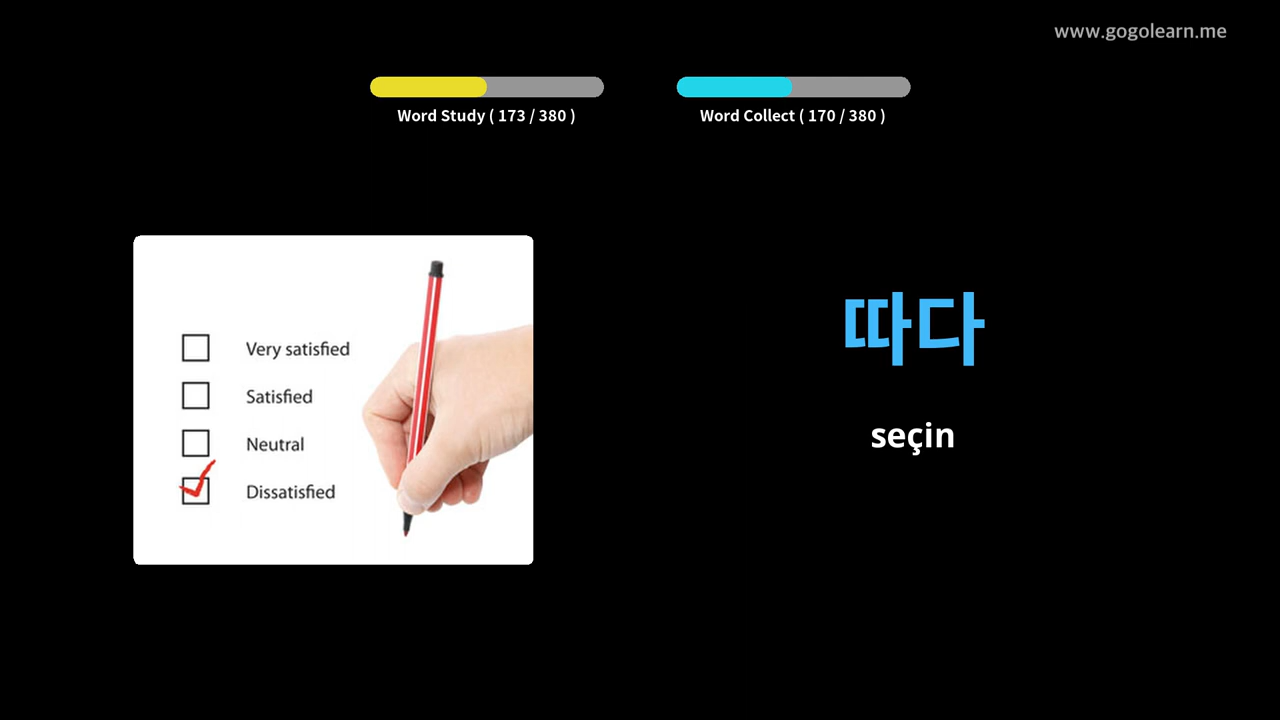 www.gogolearn.me
Word Study ( 173 / 380 )
Word Collect ( 170 / 380 )
Very satisfied
Satisfied
Neutral
Dissatisfied
따다
seçin